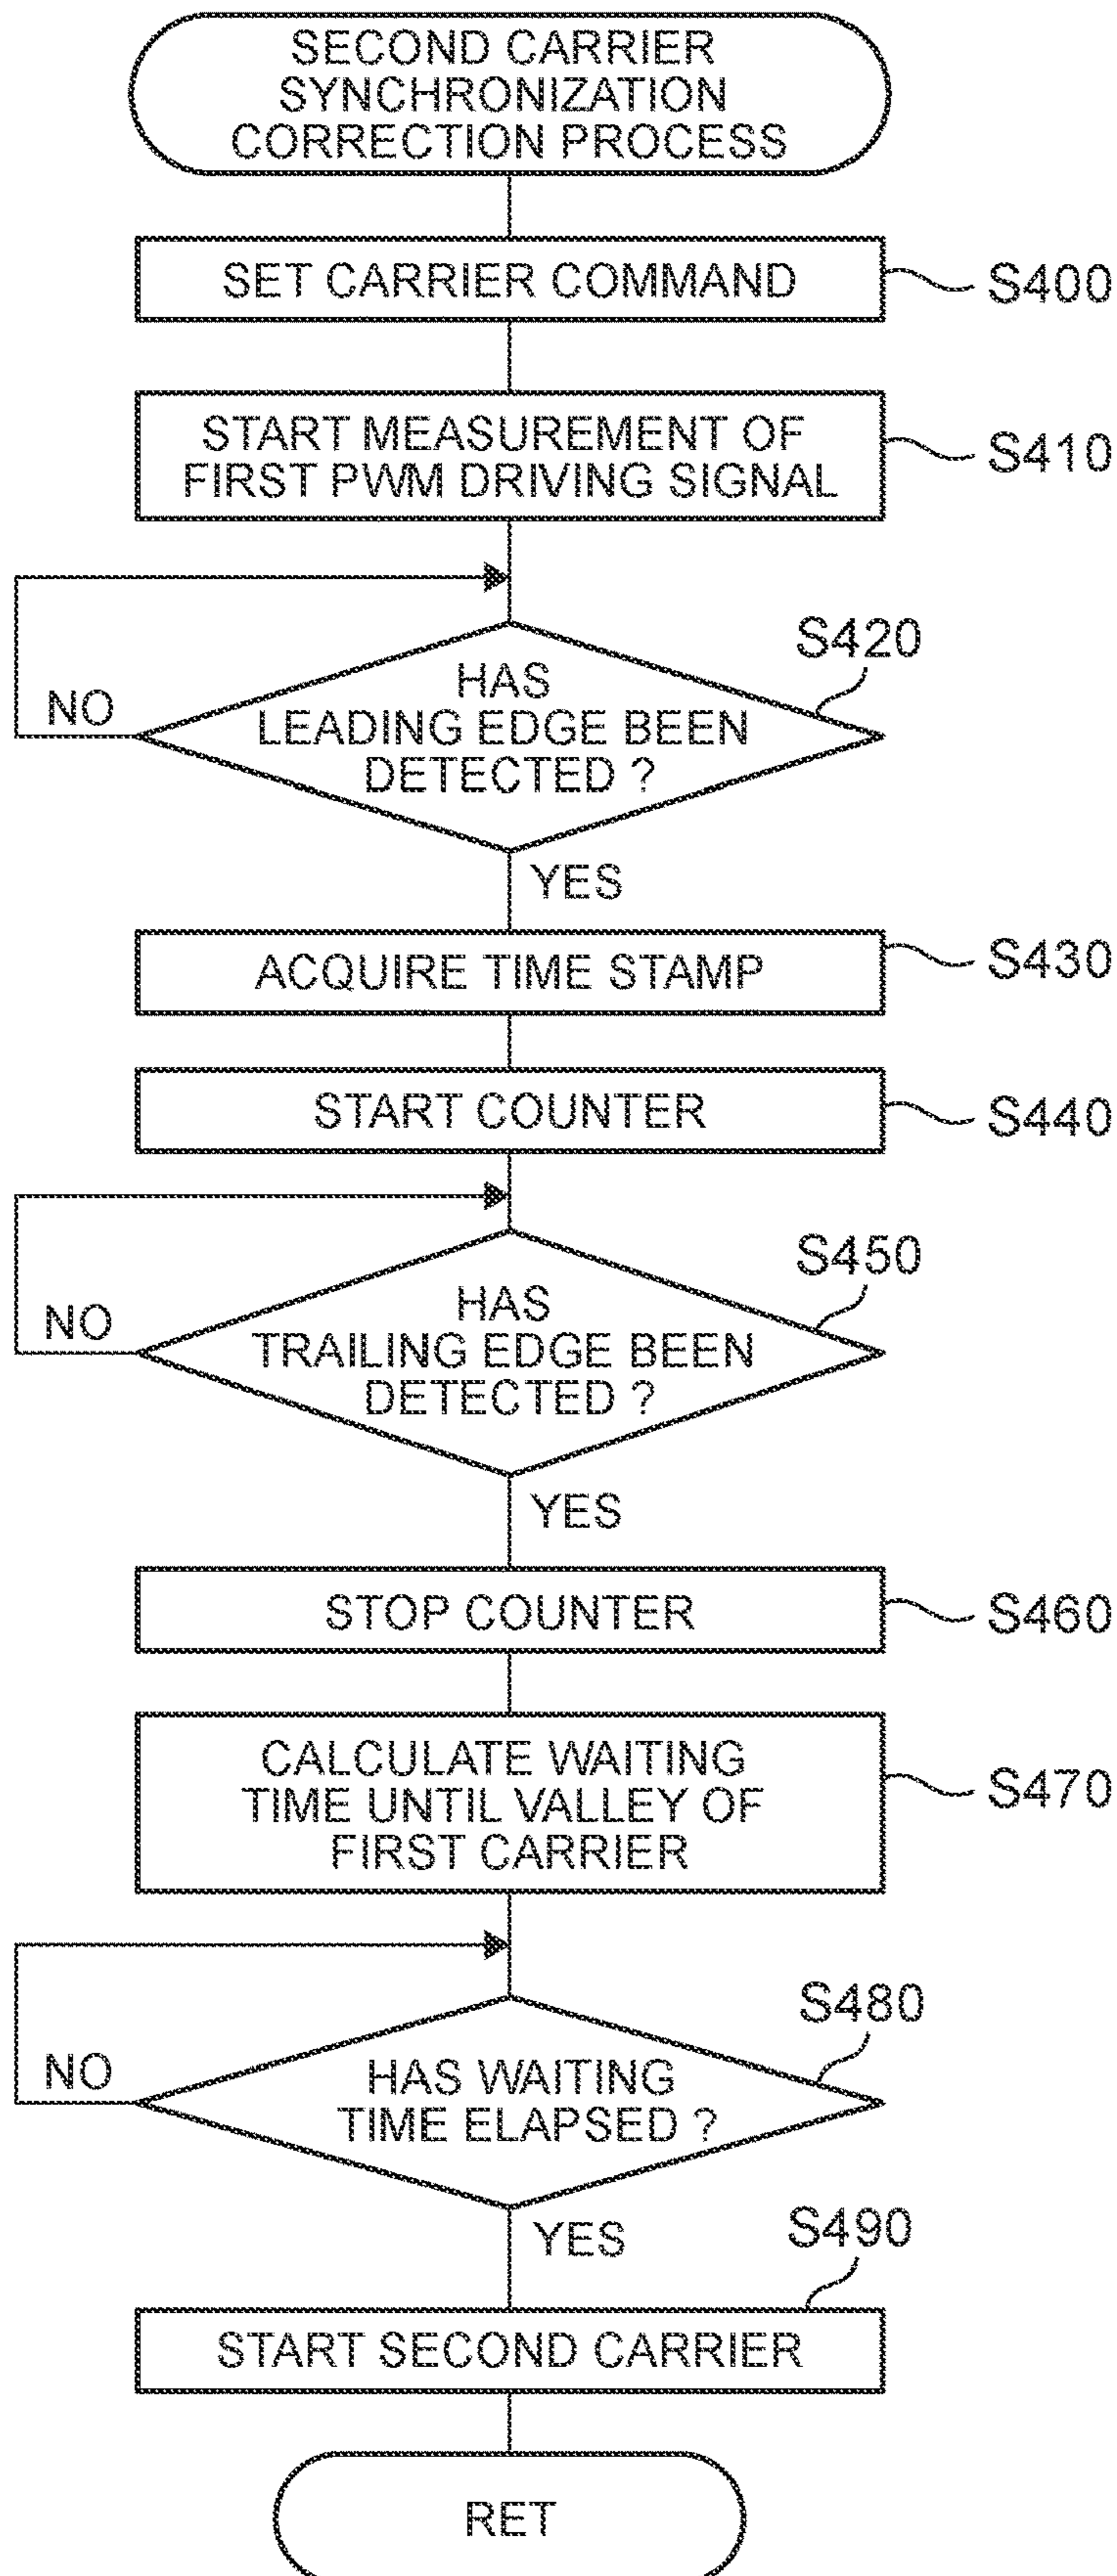 SECOND CARRIER
SYNCHRONIZATION
CORRECTION PROCESS
SET CARRIER COMMAND
S400
START MEASUREMENT OF
FIRST PWM DRIVING SIGNAL
S410
S420
HAS
LEADING EDGE BEEN
DETECTED ?
NO
YES
ACQUIRE TIME STAMP
S430
START COUNTER
S440
S450
HAS
TRAILING EDGE BEEN
DETECTED ?
NO
YES
STOP COUNTER
S460
CALCULATE WAITING
TIME UNTIL VALLEY OF
FIRST CARRIER
S470
S480
HAS WAITING
TIME ELAPSED ?
NO
YES
S490
START SECOND CARRIER
RET